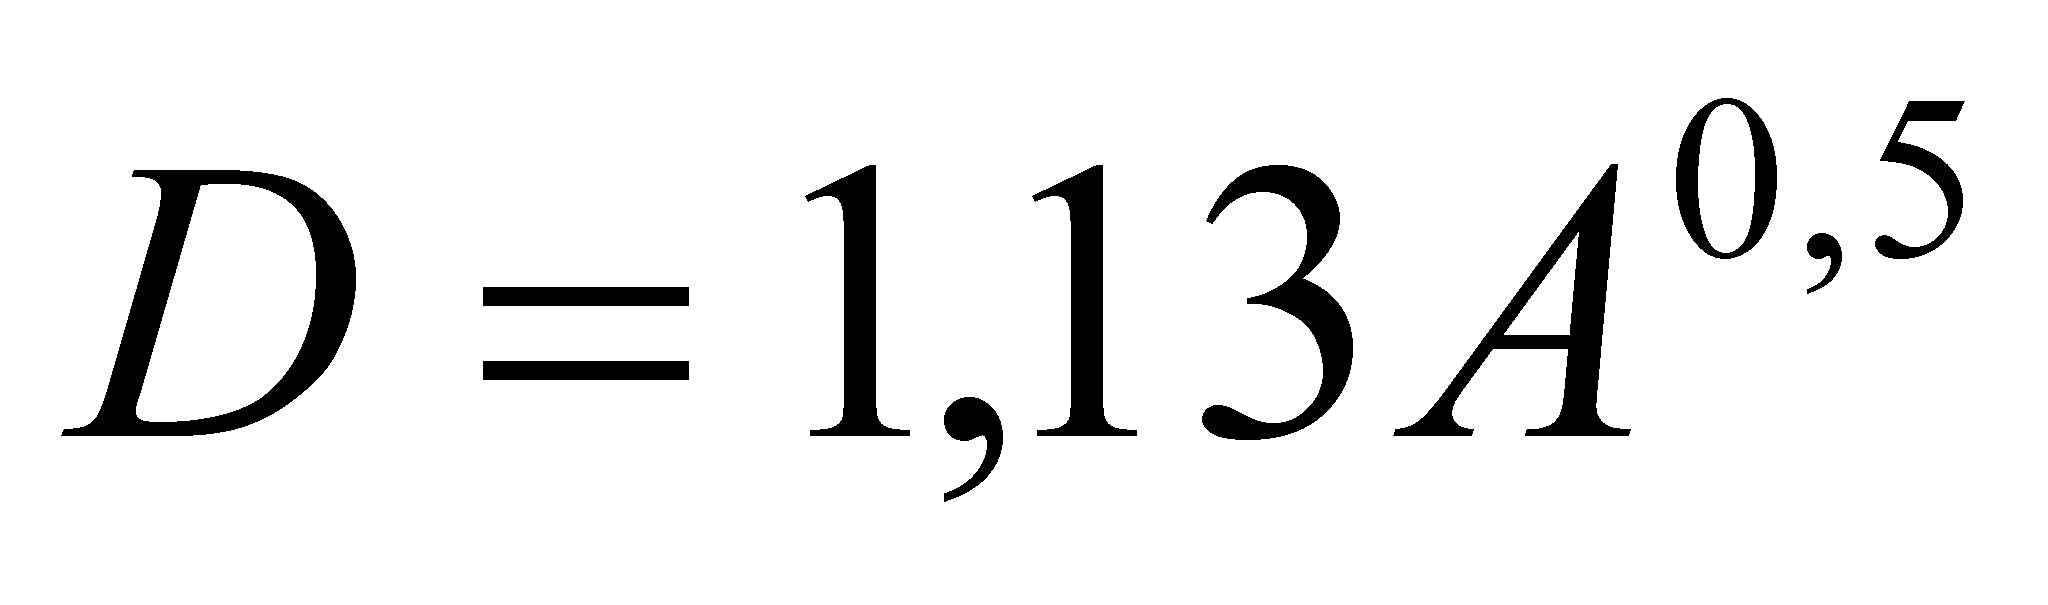 D = 1,13A^{0,5}